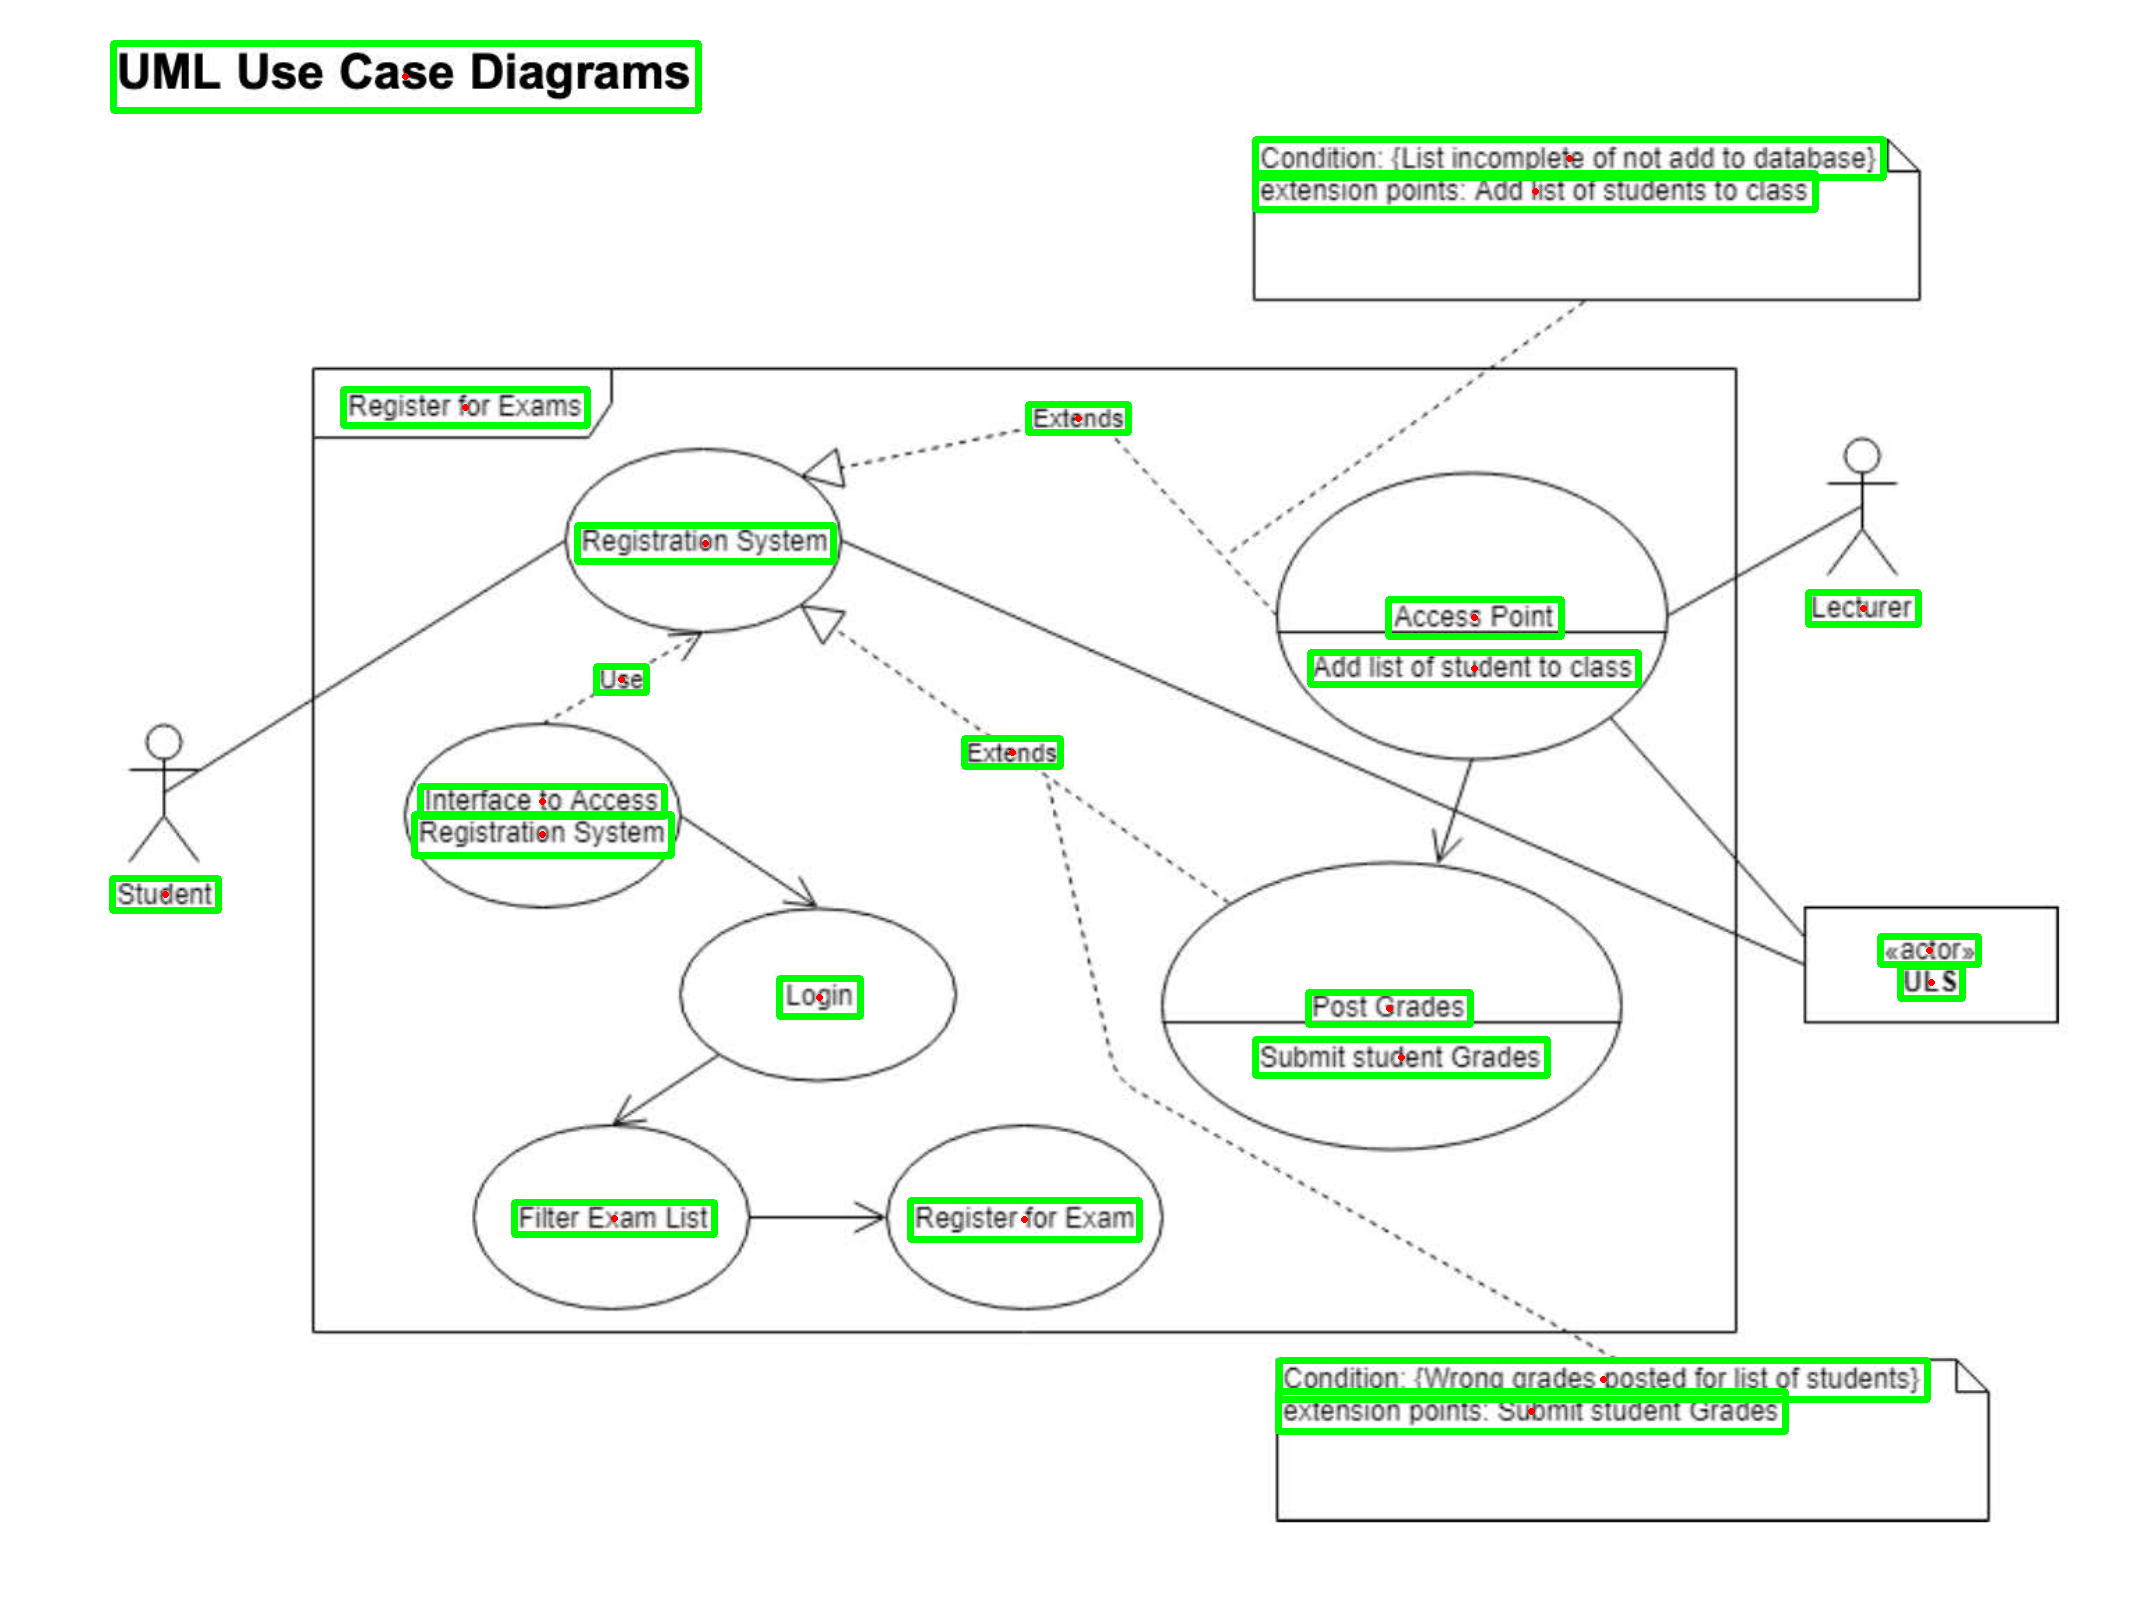 UML Use Case Diagrams
Condition: {List incomplete of not add to database}
extension points: Add list of students to class
Register for Exams
Extends
Registration System
Access Point
Add list of student to class
Lecturer
Use
Extends
Interface to Access
Registration System
Student
Login
Post Grades
Submit student Grades
«actor»
ULS
Filter Exam List
Register for Exam
Condition: {Wrong grades posted for list of students}
extension points: Submit student Grades